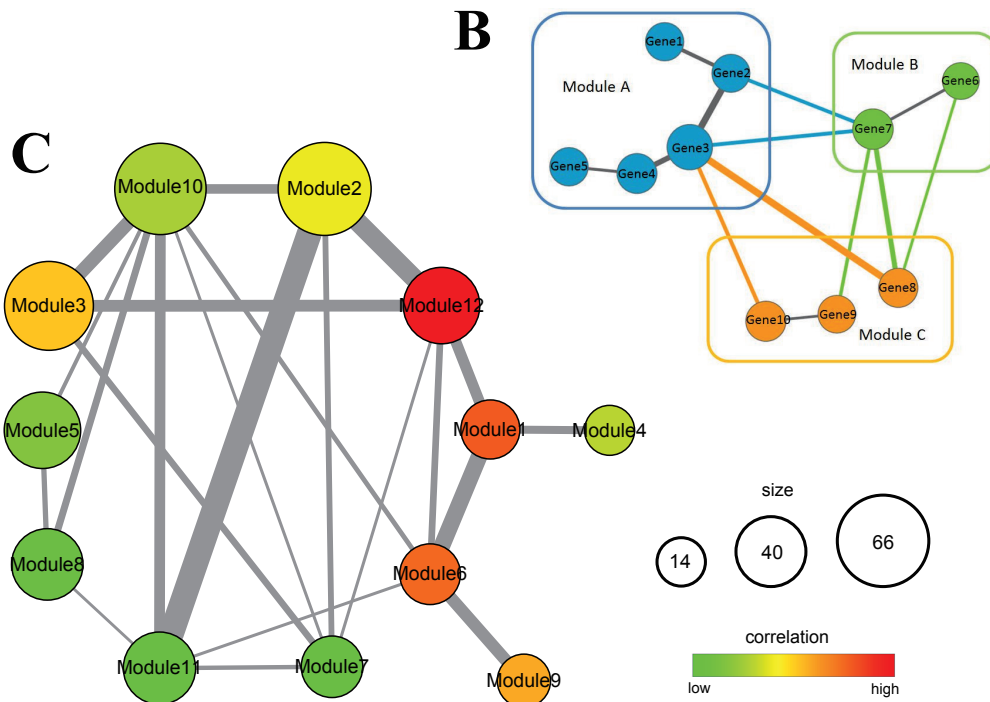 B
Gene1
Gene2
Module A
Gene3
Gene5
Gene4
Module B
Gene6
Gene7
Gene8
Gene10
Gene9
Module C
C
Module10
Module2
Module3
Module12
Module5
Module1
Module4
Module8
Module6
Module11
Module7
Module9
size
14
40
66
correlation
low
high